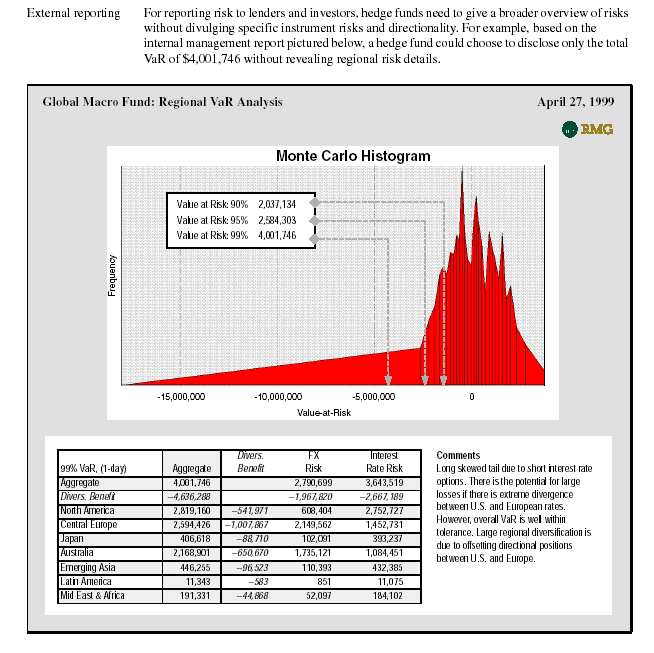 External reporting For reporting risk to lenders and investors, hedge funds need to give a broader overview of risks
without divulging specific instrument risks and directionality. For example, based on the
internal management report pictured below, a hedge fund could choose to disclose only the total
VaR of $4,001,746 without revealing regional risk details.
Global Macro Fund: Regional VaR Analysis April 27, 1999
RMG
Monte Carlo Histogram
Value at Risk: 90% 2,037,134
Value at Risk: 95% 2,584,303
Value at Risk: 99% 4,001,746
Frequency
-15,000,000 -10,000,000 -5,000,000 0
Value-at-Risk
Divers. FX Interest
99% VaR, (1-day) Aggregate Benefit Risk Rate Risk
Aggregate 4,001,746 2,790,699 3,643,519
Divers. Benefit –4,636,288 –1,967,820 –2,667,189
North America 2,819,160 –541,971 608,404 2,752,727
Central Europe 2,594,426 –1,007,867 2,149,562 1,452,731
Japan 406,618 –88,710 102,091 393,237
Australia 2,168,901 –650,670 1,735,121 1,084,451
Emerging Asia 446,255 –96,523 110,393 432,385
Latin America 11,343 –583 851 11,075
Mid East & Africa 191,331 –44,868 52,097 184,102
Comments
Long skewed tail due to short interest rate
options. There is the potential for large
losses if there is extreme divergence
between U.S. and European rates.
However, overall VaR is well within
tolerance. Large regional diversification is
due to offsetting directional positions
between U.S. and Europe.